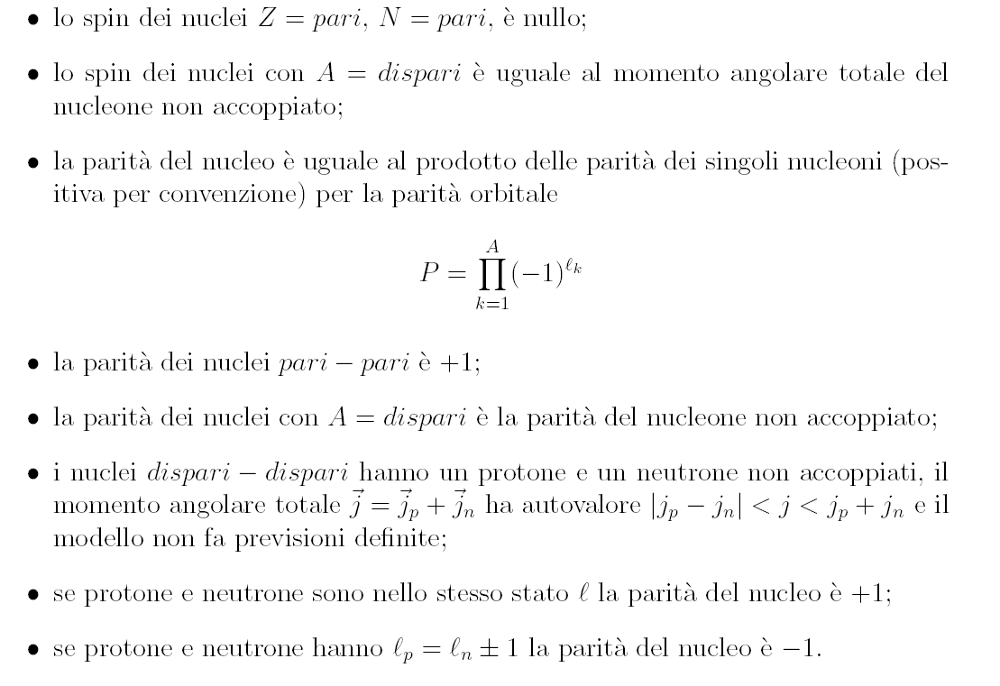 • lo spin dei nuclei Z = pari, N = pari, è nullo;
• lo spin dei nuclei con A = dispari è uguale al momento angolare totale del
nucleone non accoppiato;
• la parità del nucleo è uguale al prodotto delle parità dei singoli nucleoni (pos-
itiva per convenzione) per la parità orbitale
P = ∏_{k=1}^{A} (−1)^{ℓ_k}
• la parità dei nuclei pari − pari è +1;
• la parità dei nuclei con A = dispari è la parità del nucleone non accoppiato;
• i nuclei dispari − dispari hanno un protone e un neutrone non accoppiati, il
momento angolare totale j⃗ = j⃗_p + j⃗_n ha autovalore |j_p − j_n| < j < j_p + j_n e il
modello non fa previsioni definite;
• se protone e neutrone sono nello stesso stato ℓ la parità del nucleo è +1;
• se protone e neutrone hanno ℓ_p = ℓ_n ± 1 la parità del nucleo è −1.